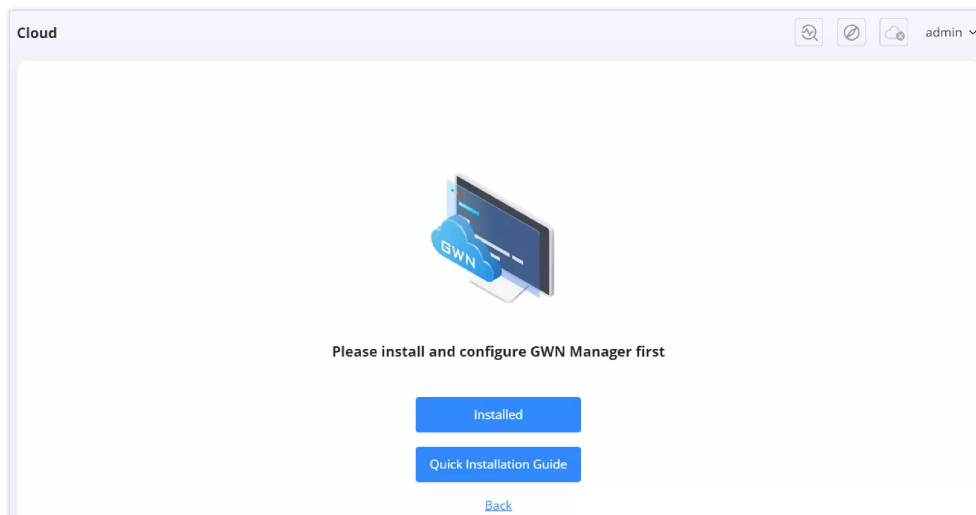 Cloud
admin
GWN
Please install and configure GWN Manager first
Installed
Quick Installation Guide
Back